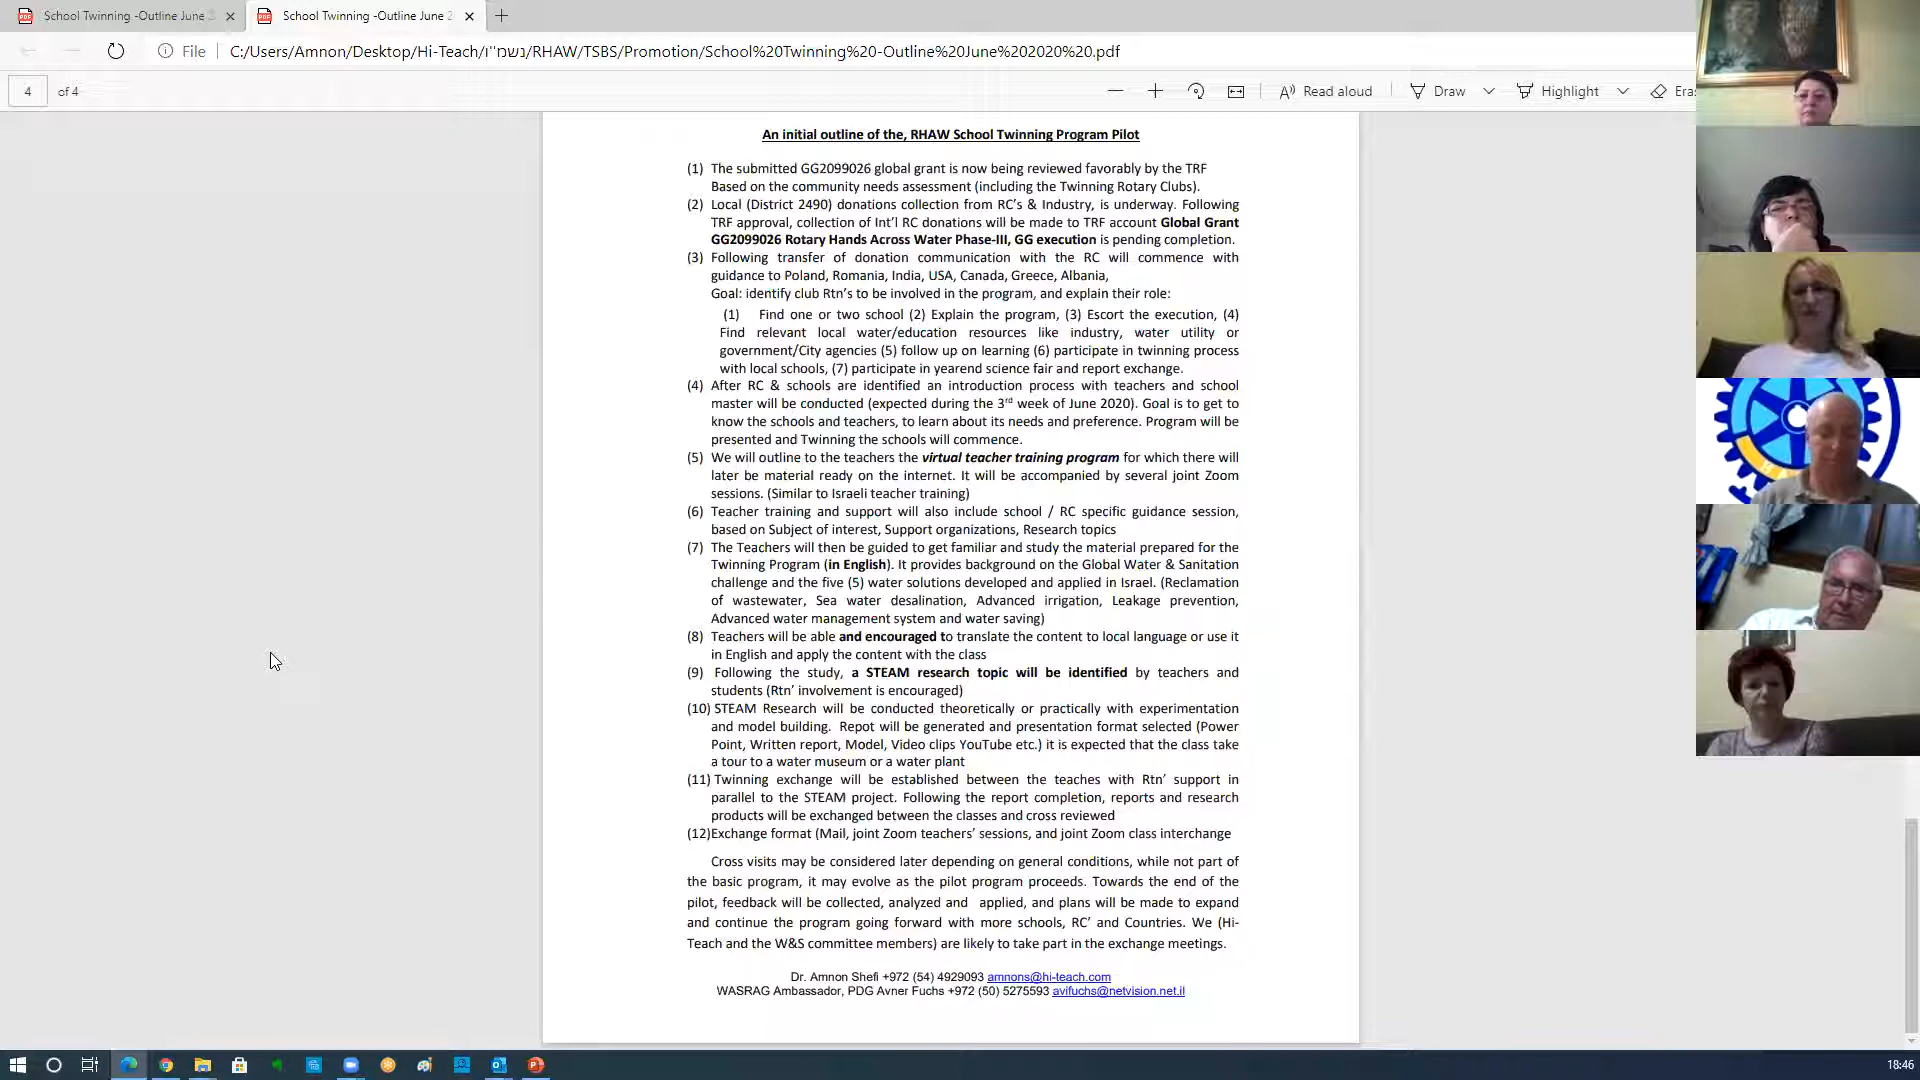 School Twinning -Outline June
School Twinning -Outline June 2
File
C:/Users/Amnon/Desktop/Hi-Teach/נשמ''ו/RHAW/TSBS/Promotion/School%20Twinning%20-Outline%20June%202020%20.pdf
4 of 4
Read aloud
Draw
Highlight
Era
An initial outline of the, RHAW School Twinning Program Pilot
(1) The submitted GG2099026 global grant is now being reviewed favorably by the TRF
Based on the community needs assessment (including the Twinning Rotary Clubs).
(2) Local (District 2490) donations collection from RC's & Industry, is underway. Following
TRF approval, collection of Int'l RC donations will be made to TRF account Global Grant
GG2099026 Rotary Hands Across Water Phase-III, GG execution is pending completion.
(3) Following transfer of donation communication with the RC will commence with
guidance to Poland, Romania, India, USA, Canada, Greece, Albania,
Goal: identify club Rtn's to be involved in the program, and explain their role:
(1) Find one or two school (2) Explain the program, (3) Escort the execution, (4)
Find relevant local water/education resources like industry, water utility or
government/City agencies (5) follow up on learning (6) participate in twinning process
with local schools, (7) participate in yearend science fair and report exchange.
(4) After RC & schools are identified an introduction process with teachers and school
master will be conducted (expected during the 3rd week of June 2020). Goal is to get to
know the schools and teachers, to learn about its needs and preference. Program will be
presented and Twinning the schools will commence.
(5) We will outline to the teachers the virtual teacher training program for which there will
later be material ready on the internet. It will be accompanied by several joint Zoom
sessions. (Similar to Israeli teacher training)
(6) Teacher training and support will also include school / RC specific guidance session,
based on Subject of interest, Support organizations, Research topics
(7) The Teachers will then be guided to get familiar and study the material prepared for the
Twinning Program (in English). It provides background on the Global Water & Sanitation
challenge and the five (5) water solutions developed and applied in Israel. (Reclamation
of wastewater, Sea water desalination, Advanced irrigation, Leakage prevention,
Advanced water management system and water saving)
(8) Teachers will be able and encouraged to translate the content to local language or use it
in English and apply the content with the class
(9) Following the study, a STEAM research topic will be identified by teachers and
students (Rtn' involvement is encouraged)
(10) STEAM Research will be conducted theoretically or practically with experimentation
and model building. Repot will be generated and presentation format selected (Power
Point, Written report, Model, Video clips YouTube etc.) it is expected that the class take
a tour to a water museum or a water plant
(11) Twinning exchange will be established between the teaches with Rtn' support in
parallel to the STEAM project. Following the report completion, reports and research
products will be exchanged between the classes and cross reviewed
(12)Exchange format (Mail, joint Zoom teachers' sessions, and joint Zoom class interchange
Cross visits may be considered later depending on general conditions, while not part of
the basic program, it may evolve as the pilot program proceeds. Towards the end of the
pilot, feedback will be collected, analyzed and applied, and plans will be made to expand
and continue the program going forward with more schools, RC' and Countries. We (Hi-
Teach and the W&S committee members) are likely to take part in the exchange meetings.
Dr. Amnon Shefi +972 (54) 4929093 amnons@hi-teach.com
WASRAG Ambassador, PDG Avner Fuchs +972 (50) 5275593 avifuchs@netvision.net.il
18:46